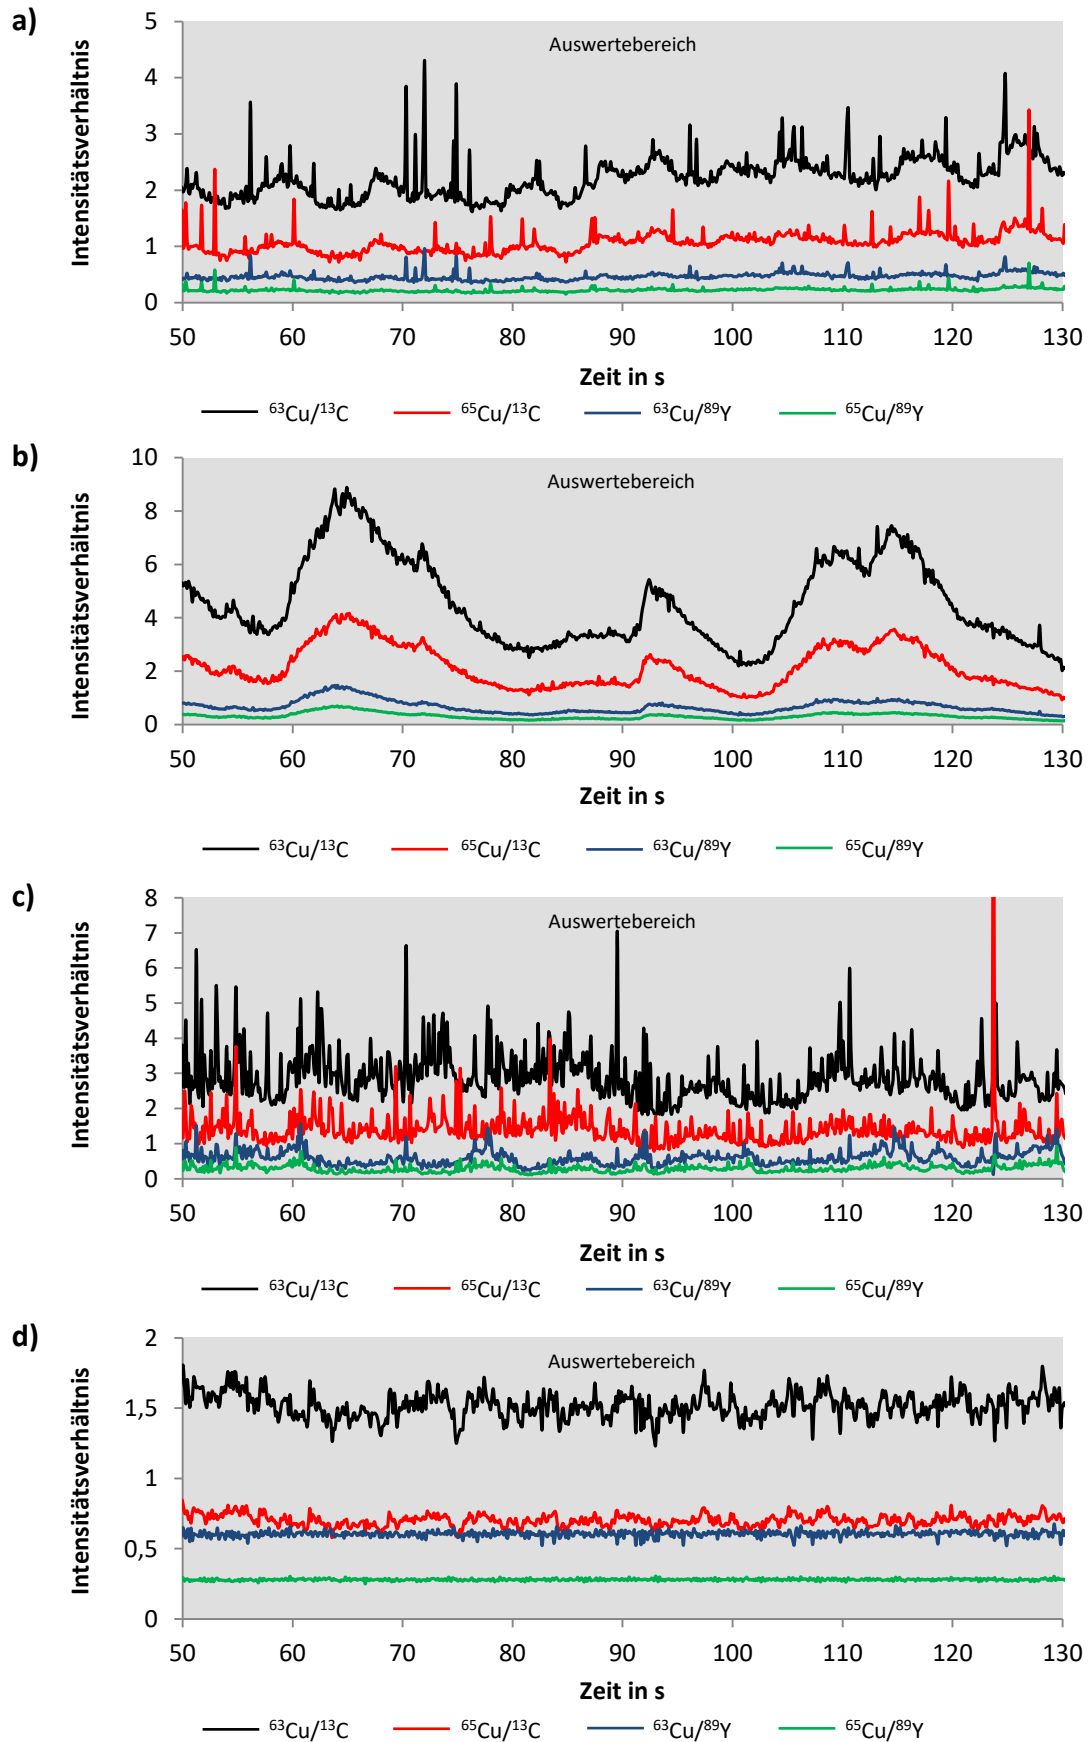 a)
Intensitätsverhältnis
5
4
3
2
1
0
Auswertebereich
50 60 70 80 90 100 110 120 130
Zeit in s
⁶³Cu/¹³C ⁶⁵Cu/¹³C ⁶³Cu/⁸⁹Y ⁶⁵Cu/⁸⁹Y
b)
Intensitätsverhältnis
10
8
6
4
2
0
Auswertebereich
50 60 70 80 90 100 110 120 130
Zeit in s
⁶³Cu/¹³C ⁶⁵Cu/¹³C ⁶³Cu/⁸⁹Y ⁶⁵Cu/⁸⁹Y
c)
Intensitätsverhältnis
8
7
6
5
4
3
2
1
0
Auswertebereich
50 60 70 80 90 100 110 120 130
Zeit in s
⁶³Cu/¹³C ⁶⁵Cu/¹³C ⁶³Cu/⁸⁹Y ⁶⁵Cu/⁸⁹Y
d)
Intensitätsverhältnis
2
1,5
1
0,5
0
Auswertebereich
50 60 70 80 90 100 110 120 130
Zeit in s
⁶³Cu/¹³C ⁶⁵Cu/¹³C ⁶³Cu/⁸⁹Y ⁶⁵Cu/⁸⁹Y